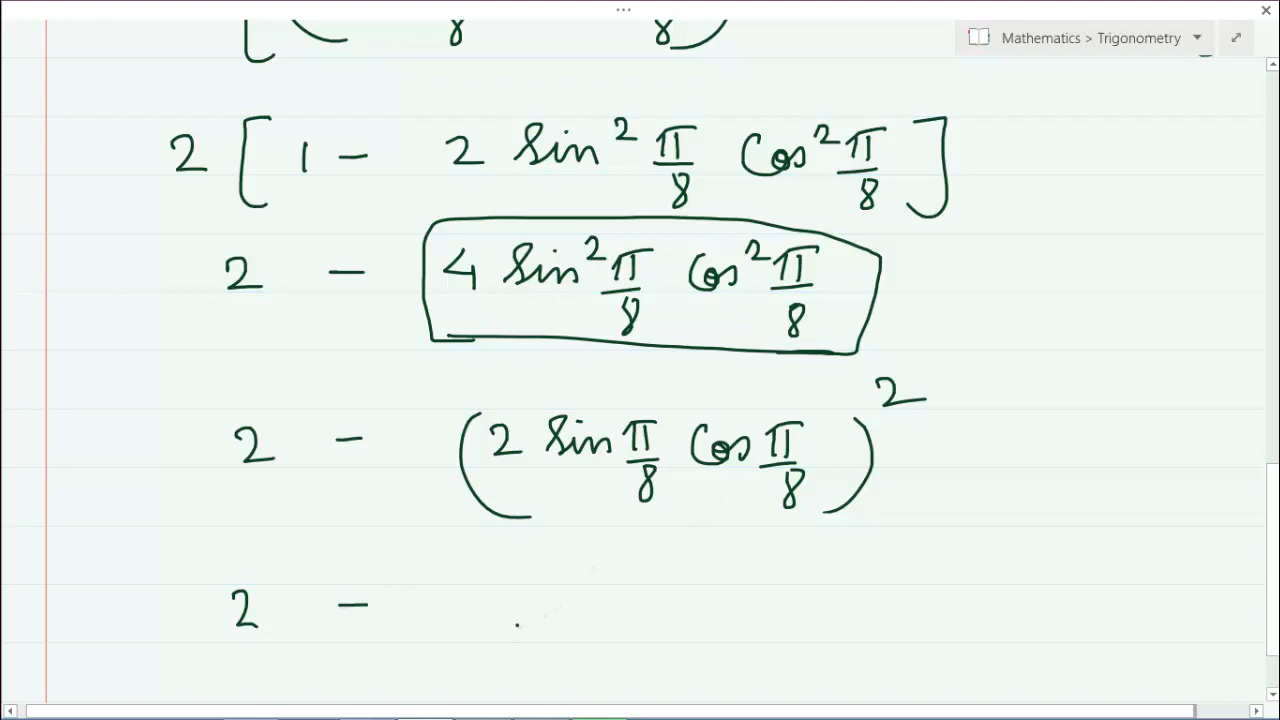 Mathematics > Trigonometry
2 [ 1 - 2 Sin² π/8 Cos² π/8 ]
2 - 4 Sin² π/8 Cos² π/8
2 - ( 2 Sin π/8 Cos π/8 )²
2 -